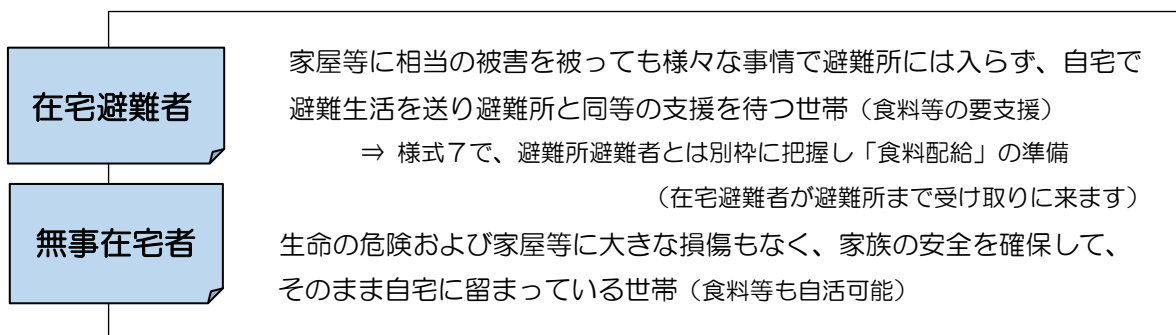 在宅避難者
家屋等に相当の被害を被っても様々な事情で避難所には入らず、自宅で
避難生活を送り避難所と同等の支援を待つ世帯（食料等の要支援）
⇒ 様式７で、避難所避難者とは別枠に把握し「食料配給」の準備
（在宅避難者が避難所まで受け取りに来ます）
無事在宅者
生命の危険および家屋等に大きな損傷もなく、家族の安全を確保して、
そのまま自宅に留まっている世帯（食料等も自活可能）